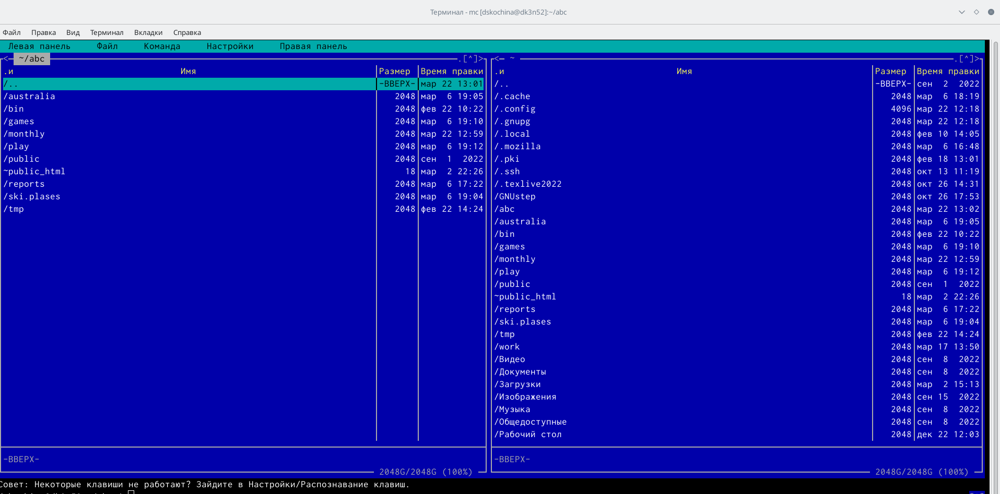 Терминал - mc [dskochina@dk3n52]:~/abc
Файл Правка Вид Терминал Вкладки Справка
Левая панель Файл Команда Настройки Правая панель
<─ ~/abc ─.[^]>
.и Имя Размер Время правки
/.. -ВВЕРХ- мар 22 13:01
/australia 2048 мар 6 19:05
/bin 2048 фев 22 10:22
/games 2048 мар 6 19:10
/monthly 2048 мар 22 12:59
/play 2048 мар 6 19:12
/public 2048 сен 1 2022
~public_html 18 мар 2 22:26
/reports 2048 мар 6 17:22
/ski.plases 2048 мар 6 19:04
/tmp 2048 фев 22 14:24
-ВВЕРХ-
2048G/2048G (100%)
<─ ~ ─.[^]>
.и Имя Размер Время правки
/.. -ВВЕРХ- сен 2 2022
/.cache 2048 мар 6 18:19
/.config 4096 мар 22 12:18
/.gnupg 2048 мар 22 12:18
/.local 2048 фев 10 14:05
/.mozilla 2048 мар 6 16:48
/.pki 2048 фев 18 13:01
/.ssh 2048 окт 13 11:19
/.texlive2022 2048 окт 26 14:31
/GNUstep 2048 окт 26 17:53
/abc 2048 мар 22 13:02
/australia 2048 мар 6 19:05
/bin 2048 фев 22 10:22
/games 2048 мар 6 19:10
/monthly 2048 мар 22 12:59
/play 2048 мар 6 19:12
/public 2048 сен 1 2022
~public_html 18 мар 2 22:26
/reports 2048 мар 6 17:22
/ski.plases 2048 мар 6 19:04
/tmp 2048 фев 22 14:24
/work 2048 мар 17 13:50
/Видео 2048 сен 8 2022
/Документы 2048 сен 8 2022
/Загрузки 2048 мар 2 15:13
/Изображения 2048 сен 15 2022
/Музыка 2048 сен 8 2022
/Общедоступные 2048 сен 8 2022
/Рабочий стол 2048 дек 22 12:03
-ВВЕРХ-
2048G/2048G (100%)
Совет: Некоторые клавиши не работают? Зайдите в Настройки/Распознавание клавиш.